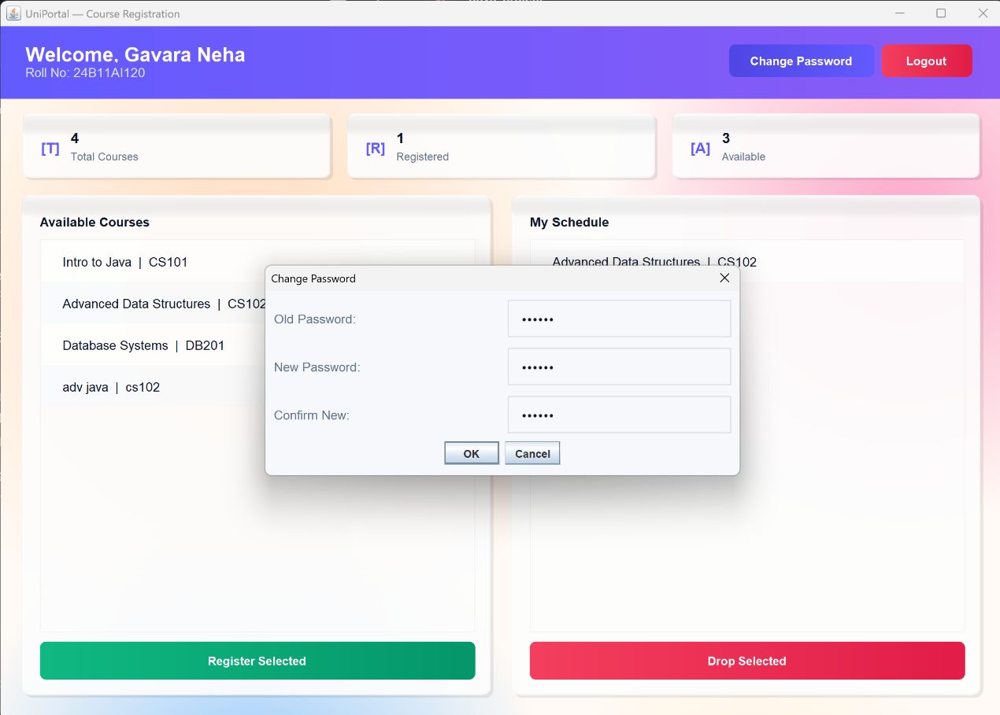 UniPortal — Course Registration
Welcome, Gavara Neha
Roll No: 24B11AI120
Change Password
Logout
[T]
4
Total Courses
[R]
1
Registered
[A]
3
Available
Available Courses
Intro to Java | CS101
Advanced Data Structures | CS102
Database Systems | DB201
adv java | cs102
Register Selected
My Schedule
Advanced Data Structures | CS102
Drop Selected
Change Password
Old Password:
••••••
New Password:
••••••
Confirm New:
••••••
OK
Cancel